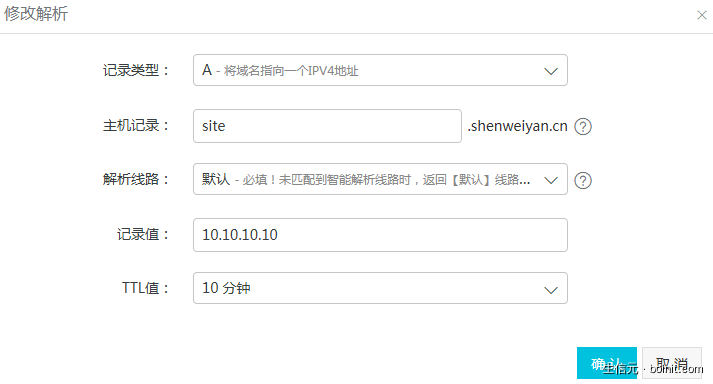 修改解析
记录类型： A - 将域名指向一个IPV4地址
主机记录： site .shenweiyan.cn
解析线路： 默认 - 必填！未匹配到智能解析线路时，返回【默认】线路...
记录值： 10.10.10.10
TTL值： 10 分钟
确认 取消
生信元 · boinit.com